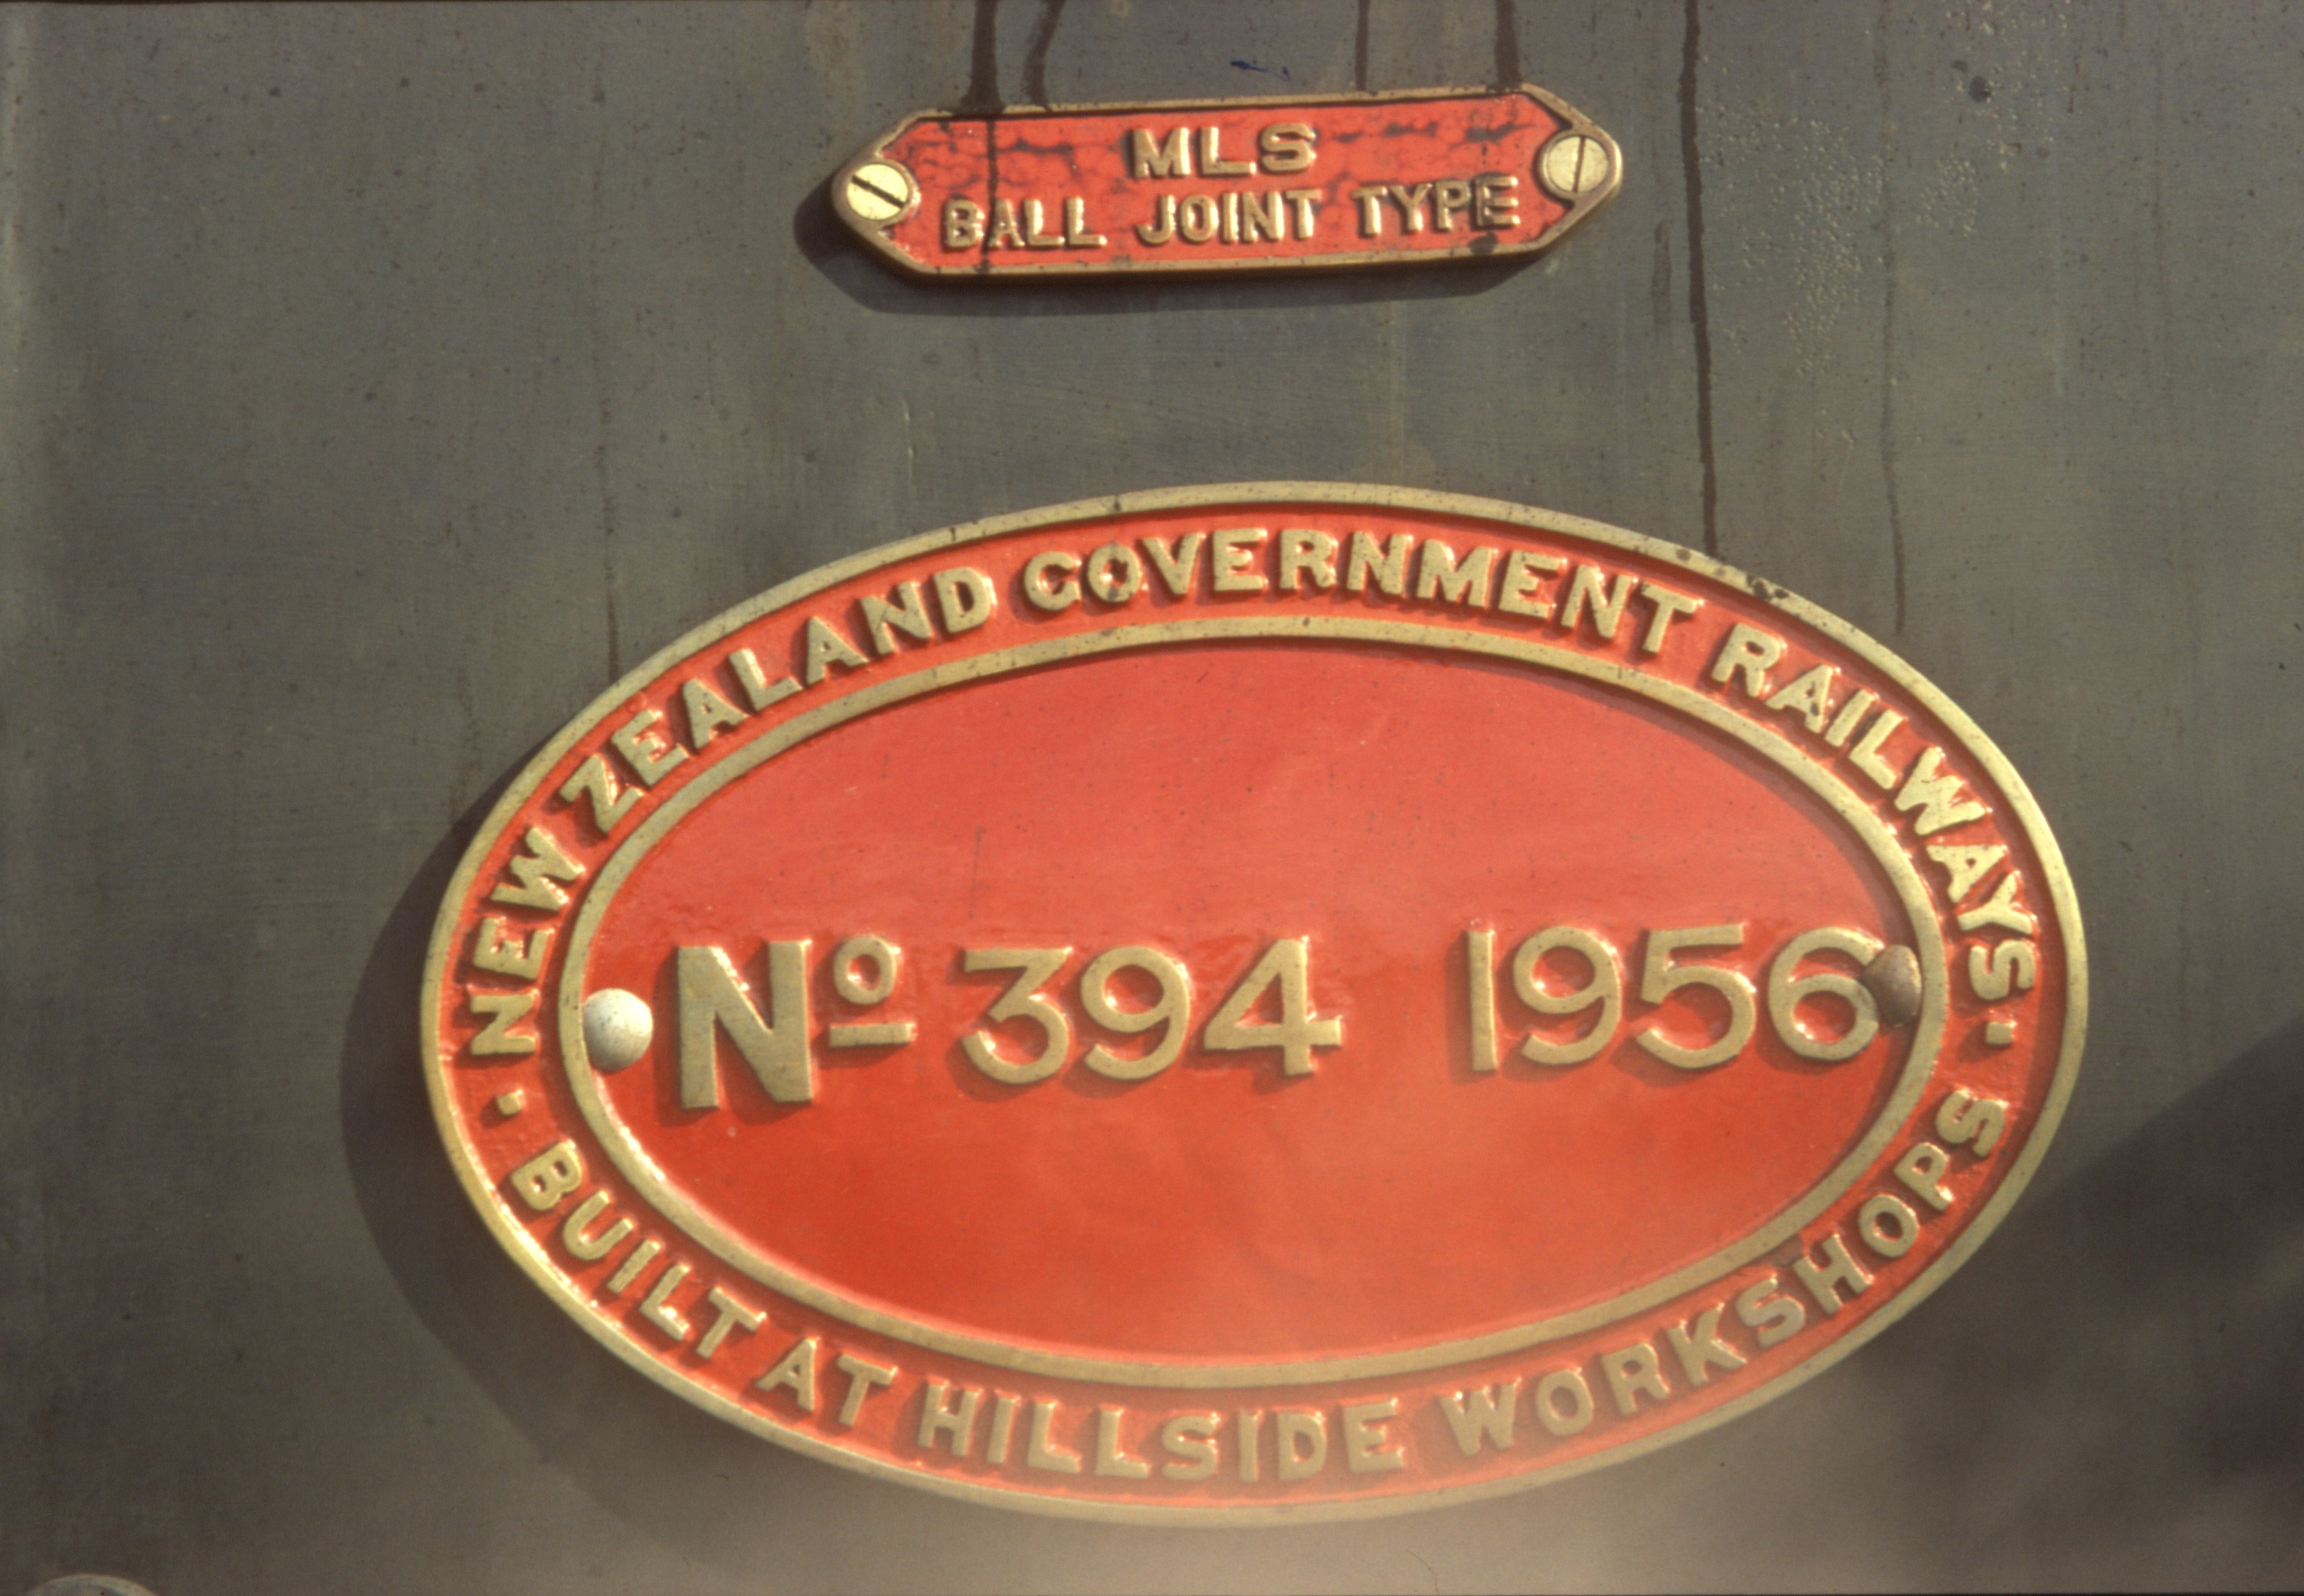 MLS
BALL JOINT TYPE
· NEW ZEALAND GOVERNMENT RAILWAYS ·
Nº 394 1956
BUILT AT HILLSIDE WORKSHOPS